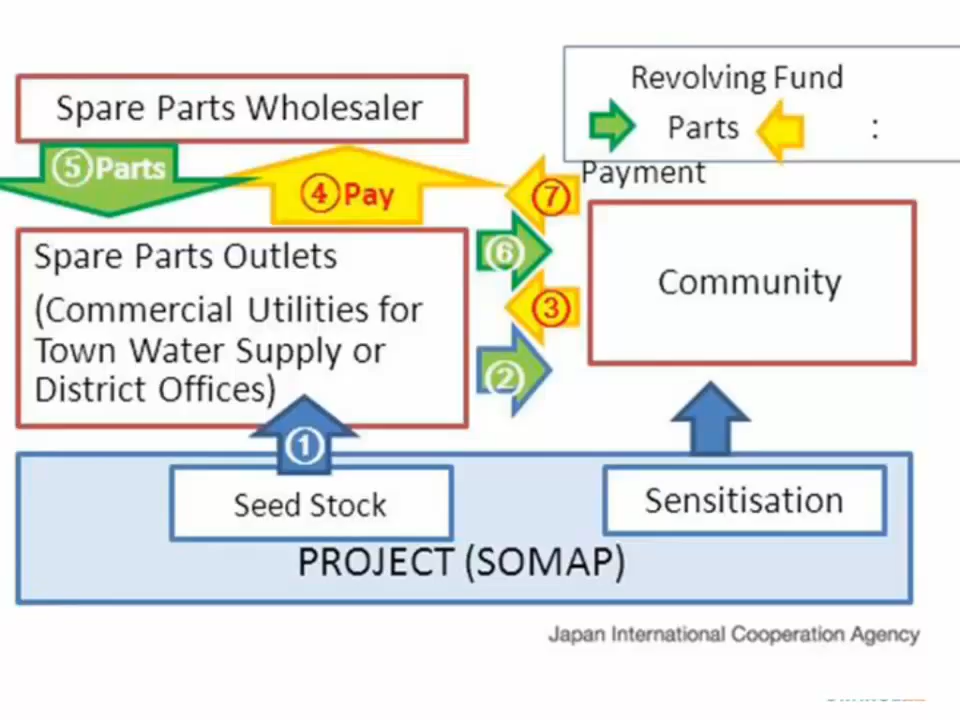 Revolving Fund
Parts :
Payment
Spare Parts Wholesaler
⑤Parts
④Pay
⑦
⑥
③
②
Spare Parts Outlets
(Commercial Utilities for
Town Water Supply or
District Offices)
Community
①
Seed Stock
Sensitisation
PROJECT (SOMAP)
Japan International Cooperation Agency